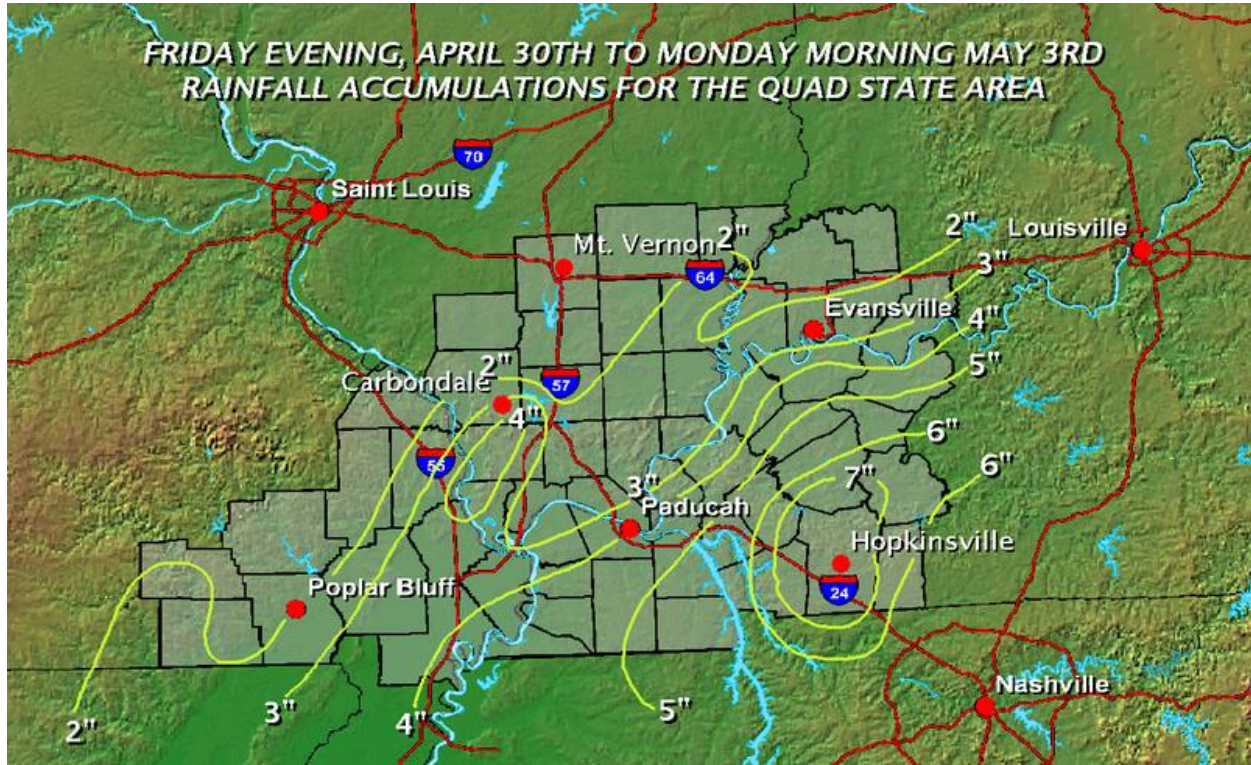 FRIDAY EVENING, APRIL 30TH TO MONDAY MORNING MAY 3RD
RAINFALL ACCUMULATIONS FOR THE QUAD STATE AREA
70
Saint Louis
2"
Louisville
Mt. Vernon
2"
64
3"
Evansville
4"
2"
5"
Carbondale
57
4"
6"
55
6"
7"
3"
Paducah
Hopkinsville
Poplar Bluff
24
Nashville
2"
3"
4"
5"